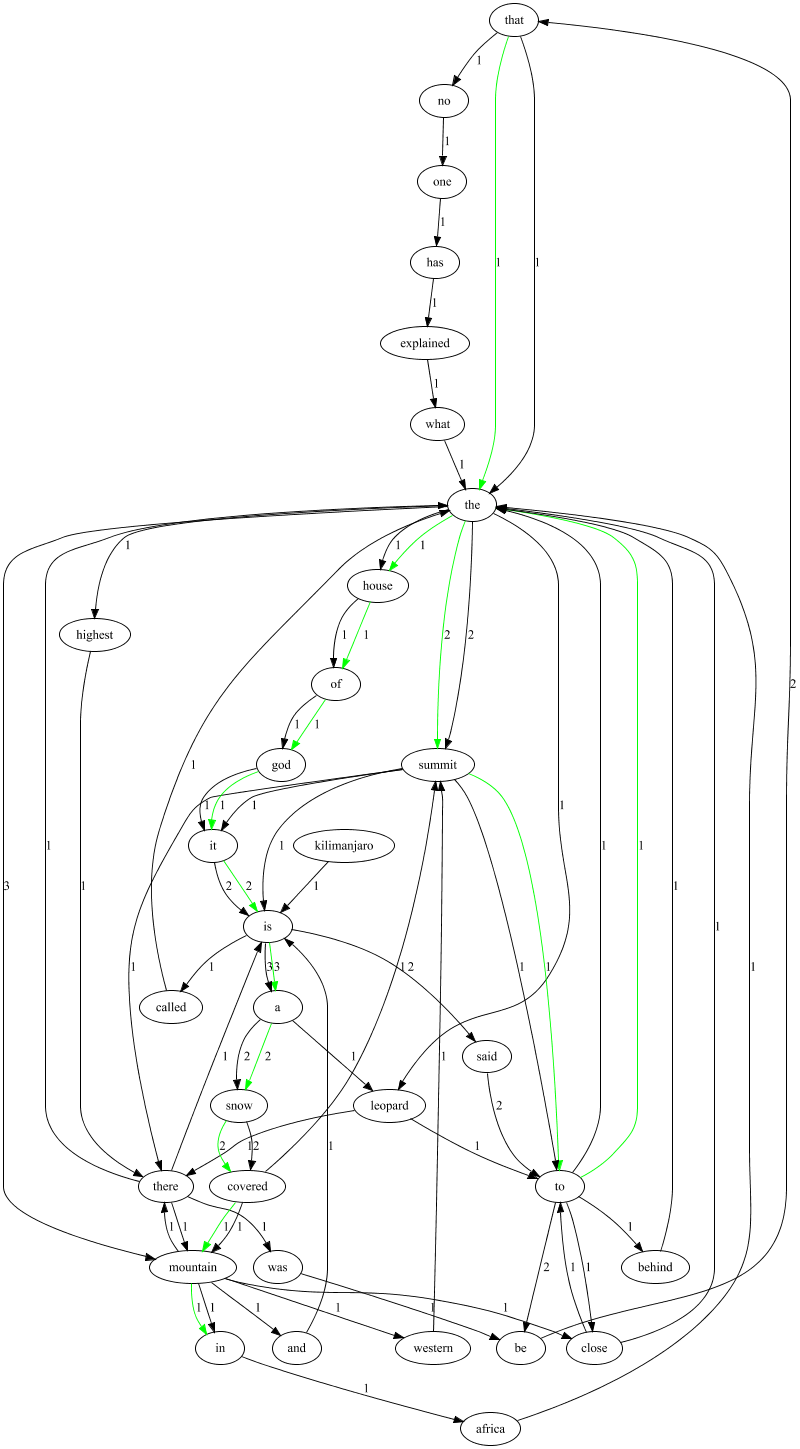 that
1
no
1
one
1
1
1
has
1
explained
1
what
1
the
1
1
1
house
highest
1
1
2
2
of
1
1
2
god
summit
1
1
1
1
1
it
kilimanjaro
1
3
1
1
2
2
1
1
1
1
is
1
1
3
3
1
1
2
1
1
1
called
a
2
2
1
1
said
snow
leopard
2
2
1
2
1
1
there
covered
to
1
1
1
1
1
1
1
mountain
was
2
1
1
behind
1
1
1
1
1
1
in
and
western
be
close
1
africa